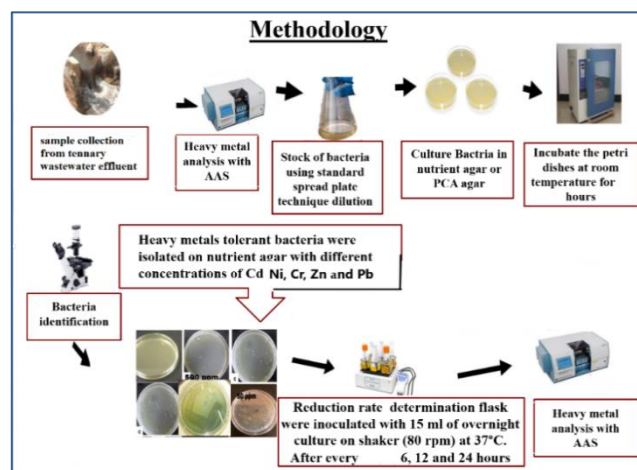 Methodology
sample collection
from tennary
wastewater effluent
Heavy metal
analysis with
AAS
Stock of bacteria
using standard
spread plate
technique dilution
Culture Bactria in
nutrient agar or
PCA agar
Incubate the petri
dishes at room
temperature for
hours
Heavy metals tolerant bacteria were
isolated on nutrient agar with different
concentrations of Cd Ni, Cr, Zn and Pb
Bacteria
identification
Reduction rate determination flask
were inoculated with 15 ml of overnight
culture on shaker (80 rpm) at 37°C.
After every 6, 12 and 24 hours
Heavy metal
analysis with
AAS